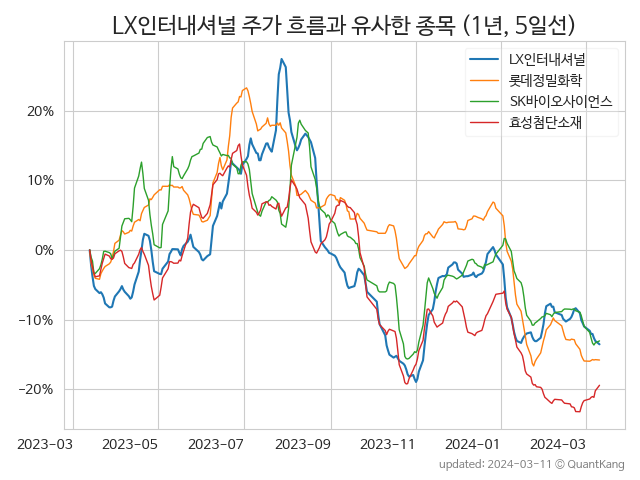 LX인터내셔널 주가 흐름과 유사한 종목 (1년, 5일선)
LX인터내셔널
롯데정밀화학
SK바이오사이언스
효성첨단소재
20%
10%
0%
−10%
−20%
2023-03
2023-05
2023-07
2023-09
2023-11
2024-01
2024-03
updated: 2024-03-11 © QuantKang